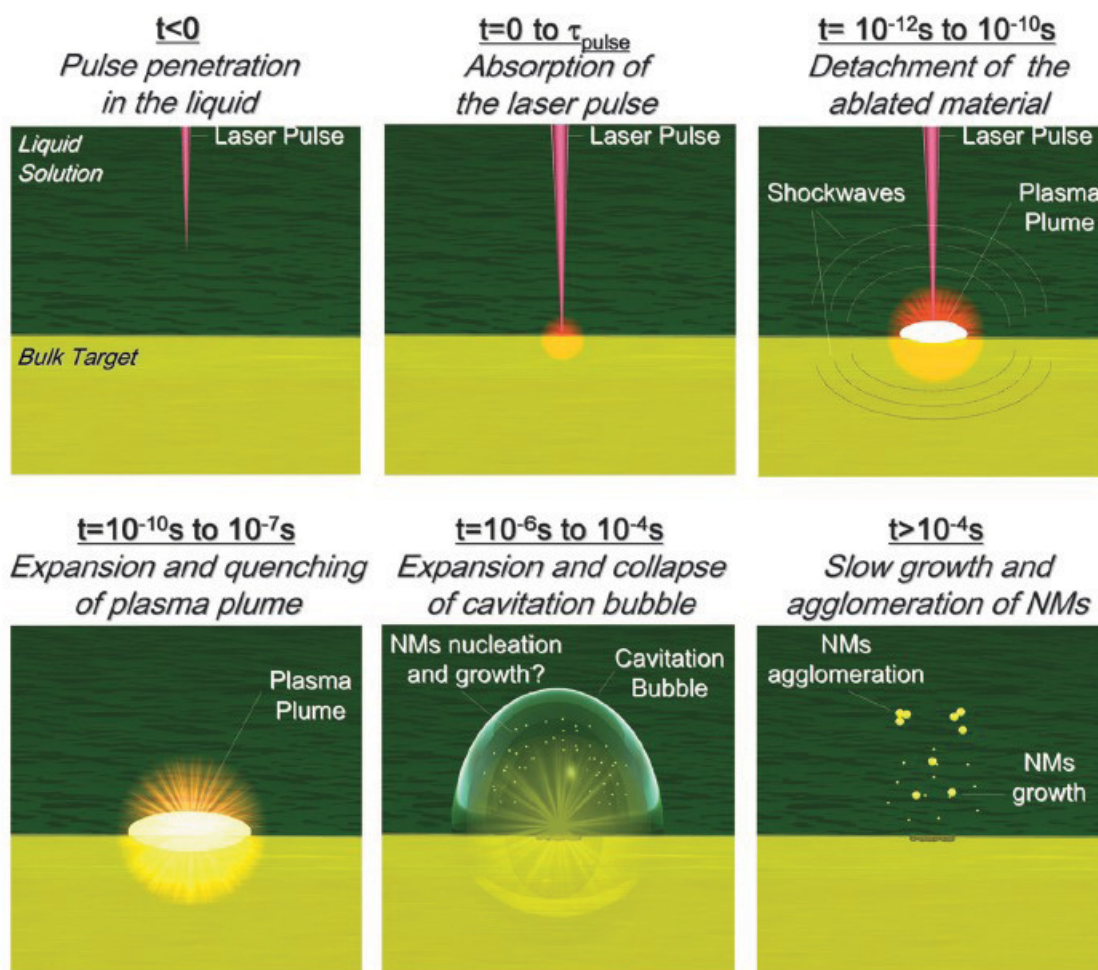 t<0
Pulse penetration
in the liquid
Liquid
Solution
Laser Pulse
Bulk Target
t=0 to τpulse
Absorption of
the laser pulse
Laser Pulse
t= 10⁻¹²s to 10⁻¹⁰s
Detachment of the
ablated material
Laser Pulse
Shockwaves
Plasma
Plume
t=10⁻¹⁰s to 10⁻⁷s
Expansion and quenching
of plasma plume
Plasma
Plume
t=10⁻⁶s to 10⁻⁴s
Expansion and collapse
of cavitation bubble
NMs nucleation
and growth?
Cavitation
Bubble
t>10⁻⁴s
Slow growth and
agglomeration of NMs
NMs
agglomeration
NMs
growth